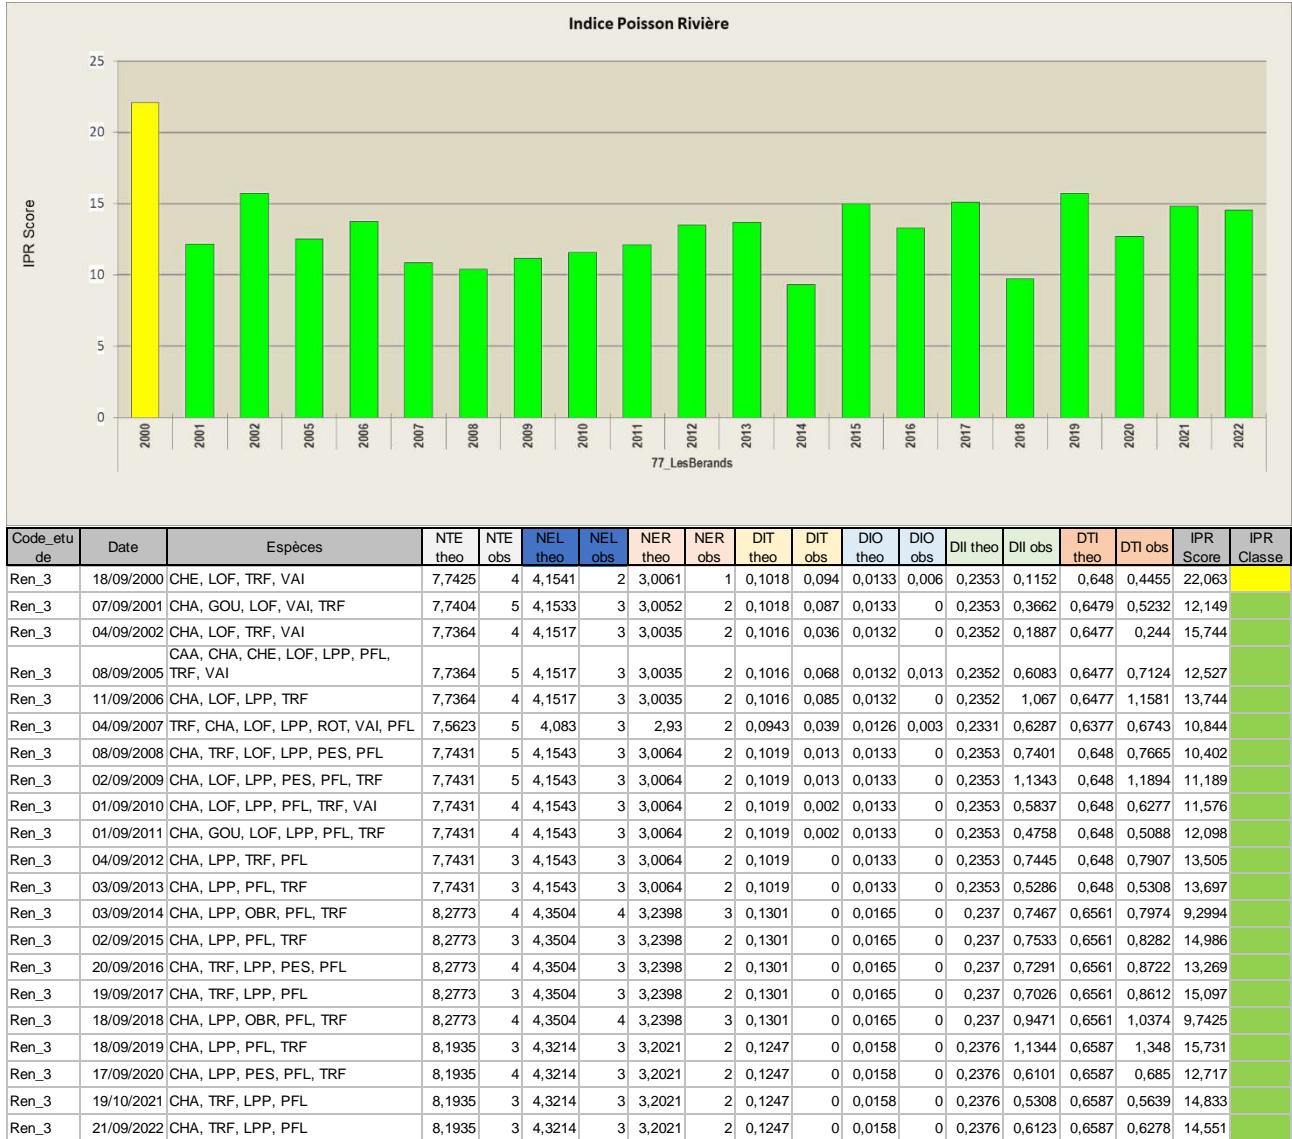 Indice Poisson Rivière
25
20
15
10
5
0
IPR Score
2000 2001 2002 2005 2006 2007 2008 2009 2010 2011 2012 2013 2014 2015 2016 2017 2018 2019 2020 2021 2022
77_LesBerands
Code_etu de Date Espèces NTE theo NTE obs NEL theo NEL obs NER theo NER obs DIT theo DIT obs DIO theo DIO obs DII theo DII obs DTI theo DTI obs IPR Score IPR Classe
Ren_3 18/09/2000 CHE, LOF, TRF, VAI 7,7425 4 4,1541 2 3,0061 1 0,1018 0,094 0,0133 0,006 0,2353 0,1152 0,648 0,4455 22,063
Ren_3 07/09/2001 CHA, GOU, LOF, VAI, TRF 7,7404 5 4,1533 3 3,0052 2 0,1018 0,087 0,0133 0 0,2353 0,3662 0,6479 0,5232 12,149
Ren_3 04/09/2002 CHA, LOF, TRF, VAI 7,7364 4 4,1517 3 3,0035 2 0,1016 0,036 0,0132 0 0,2352 0,1887 0,6477 0,244 15,744
CAA, CHA, CHE, LOF, LPP, PFL,
Ren_3 08/09/2005 TRF, VAI 7,7364 5 4,1517 3 3,0035 2 0,1016 0,068 0,0132 0,013 0,2352 0,6083 0,6477 0,7124 12,527
Ren_3 11/09/2006 CHA, LOF, LPP, TRF 7,7364 4 4,1517 3 3,0035 2 0,1016 0,085 0,0132 0 0,2352 1,067 0,6477 1,1581 13,744
Ren_3 04/09/2007 TRF, CHA, LOF, LPP, ROT, VAI, PFL 7,5623 5 4,083 3 2,93 2 0,0943 0,039 0,0126 0,003 0,2331 0,6287 0,6377 0,6743 10,844
Ren_3 08/09/2008 CHA, TRF, LOF, LPP, PES, PFL 7,7431 5 4,1543 3 3,0064 2 0,1019 0,013 0,0133 0 0,2353 0,7401 0,648 0,7665 10,402
Ren_3 02/09/2009 CHA, LOF, LPP, PES, PFL, TRF 7,7431 5 4,1543 3 3,0064 2 0,1019 0,013 0,0133 0 0,2353 1,1343 0,648 1,1894 11,189
Ren_3 01/09/2010 CHA, LOF, LPP, PFL, TRF, VAI 7,7431 4 4,1543 3 3,0064 2 0,1019 0,002 0,0133 0 0,2353 0,5837 0,648 0,6277 11,576
Ren_3 01/09/2011 CHA, GOU, LOF, LPP, PFL, TRF 7,7431 4 4,1543 3 3,0064 2 0,1019 0,002 0,0133 0 0,2353 0,4758 0,648 0,5088 12,098
Ren_3 04/09/2012 CHA, LPP, TRF, PFL 7,7431 3 4,1543 3 3,0064 2 0,1019 0 0,0133 0 0,2353 0,7445 0,648 0,7907 13,505
Ren_3 03/09/2013 CHA, LPP, PFL, TRF 7,7431 3 4,1543 3 3,0064 2 0,1019 0 0,0133 0 0,2353 0,5286 0,648 0,5308 13,697
Ren_3 03/09/2014 CHA, LPP, OBR, PFL, TRF 8,2773 4 4,3504 4 3,2398 3 0,1301 0 0,0165 0 0,237 0,7467 0,6561 0,7974 9,2994
Ren_3 02/09/2015 CHA, LPP, PFL, TRF 8,2773 3 4,3504 3 3,2398 2 0,1301 0 0,0165 0 0,237 0,7533 0,6561 0,8282 14,986
Ren_3 20/09/2016 CHA, TRF, LPP, PES, PFL 8,2773 4 4,3504 3 3,2398 2 0,1301 0 0,0165 0 0,237 0,7291 0,6561 0,8722 13,269
Ren_3 19/09/2017 CHA, TRF, LPP, PFL 8,2773 3 4,3504 3 3,2398 2 0,1301 0 0,0165 0 0,237 0,7026 0,6561 0,8612 15,097
Ren_3 18/09/2018 CHA, LPP, OBR, PFL, TRF 8,2773 4 4,3504 4 3,2398 3 0,1301 0 0,0165 0 0,237 0,9471 0,6561 1,0374 9,7425
Ren_3 18/09/2019 CHA, LPP, PFL, TRF 8,1935 3 4,3214 3 3,2021 2 0,1247 0 0,0158 0 0,2376 1,1344 0,6587 1,348 15,731
Ren_3 17/09/2020 CHA, LPP, PES, PFL, TRF 8,1935 4 4,3214 3 3,2021 2 0,1247 0 0,0158 0 0,2376 0,6101 0,6587 0,685 12,717
Ren_3 19/10/2021 CHA, TRF, LPP, PFL 8,1935 3 4,3214 3 3,2021 2 0,1247 0 0,0158 0 0,2376 0,5308 0,6587 0,5639 14,833
Ren_3 21/09/2022 CHA, TRF, LPP, PFL 8,1935 3 4,3214 3 3,2021 2 0,1247 0 0,0158 0 0,2376 0,6123 0,6587 0,6278 14,551